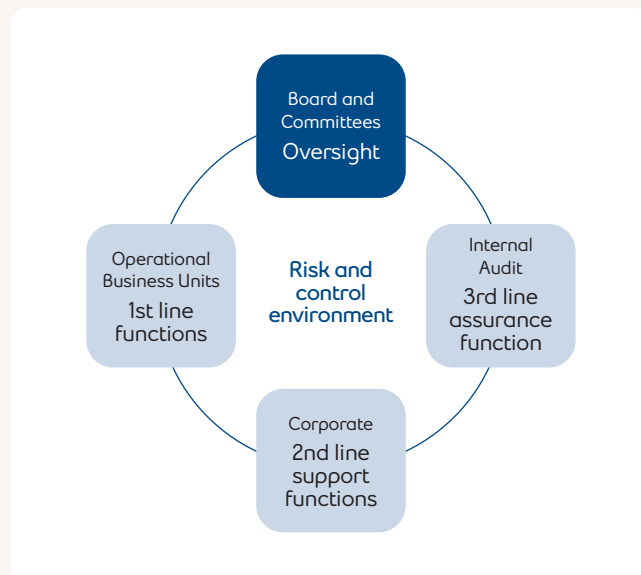 Board and
Committees
Oversight
Operational
Business Units
1st line
functions
Risk and
control
environment
Internal
Audit
3rd line
assurance
function
Corporate
2nd line
support
functions